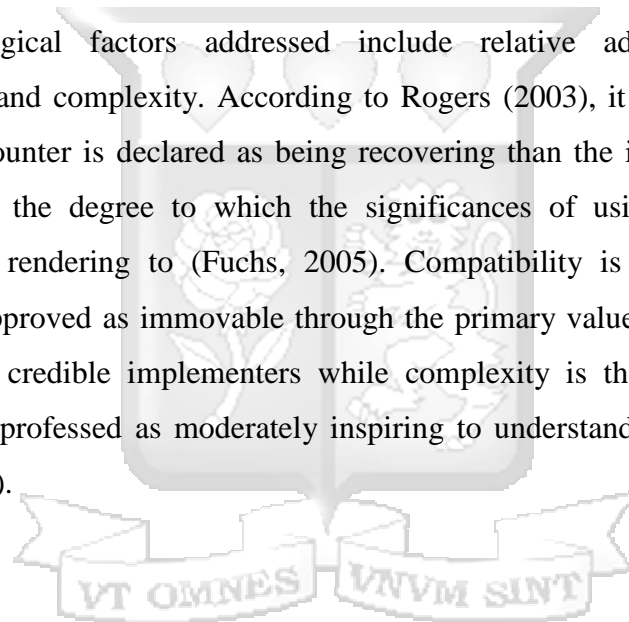 gical factors addressed include relative ad
and complexity. According to Rogers (2003), it
ounter is declared as being recovering than the i
the degree to which the significances of usi
rendering to (Fuchs, 2005). Compatibility is
pproved as immovable through the primary value
credible implementers while complexity is th
professed as moderately inspiring to understand
).
VT OMNES VNVM SINT